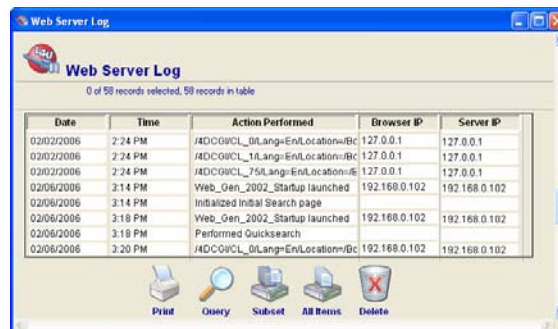 Web Server Log
L4U
Web Server Log
0 of 58 records selected, 58 records in table
Date Time Action Performed Browser IP Server IP
02/02/2006 2:24 PM /4DCGI/CL_0/Lang=En/Location=/Bc 127.0.0.1 127.0.0.1
02/02/2006 2:24 PM /4DCGI/CL_1/Lang=En/Location=/Bc 127.0.0.1 127.0.0.1
02/02/2006 2:24 PM /4DCGI/CL_75/Lang=En/Location=/E 127.0.0.1 127.0.0.1
02/06/2006 3:14 PM Web_Gen_2002_Startup launched 192.168.0.102 192.168.0.102
02/06/2006 3:14 PM Initialized Initial Search page
02/06/2006 3:18 PM Web_Gen_2002_Startup launched 192.168.0.102 192.168.0.102
02/06/2006 3:18 PM Performed Quicksearch
02/06/2006 3:20 PM /4DCGI/CL_0/Lang=En/Location=/Bc 192.168.0.102 192.168.0.102
Print Query Subset All Items Delete